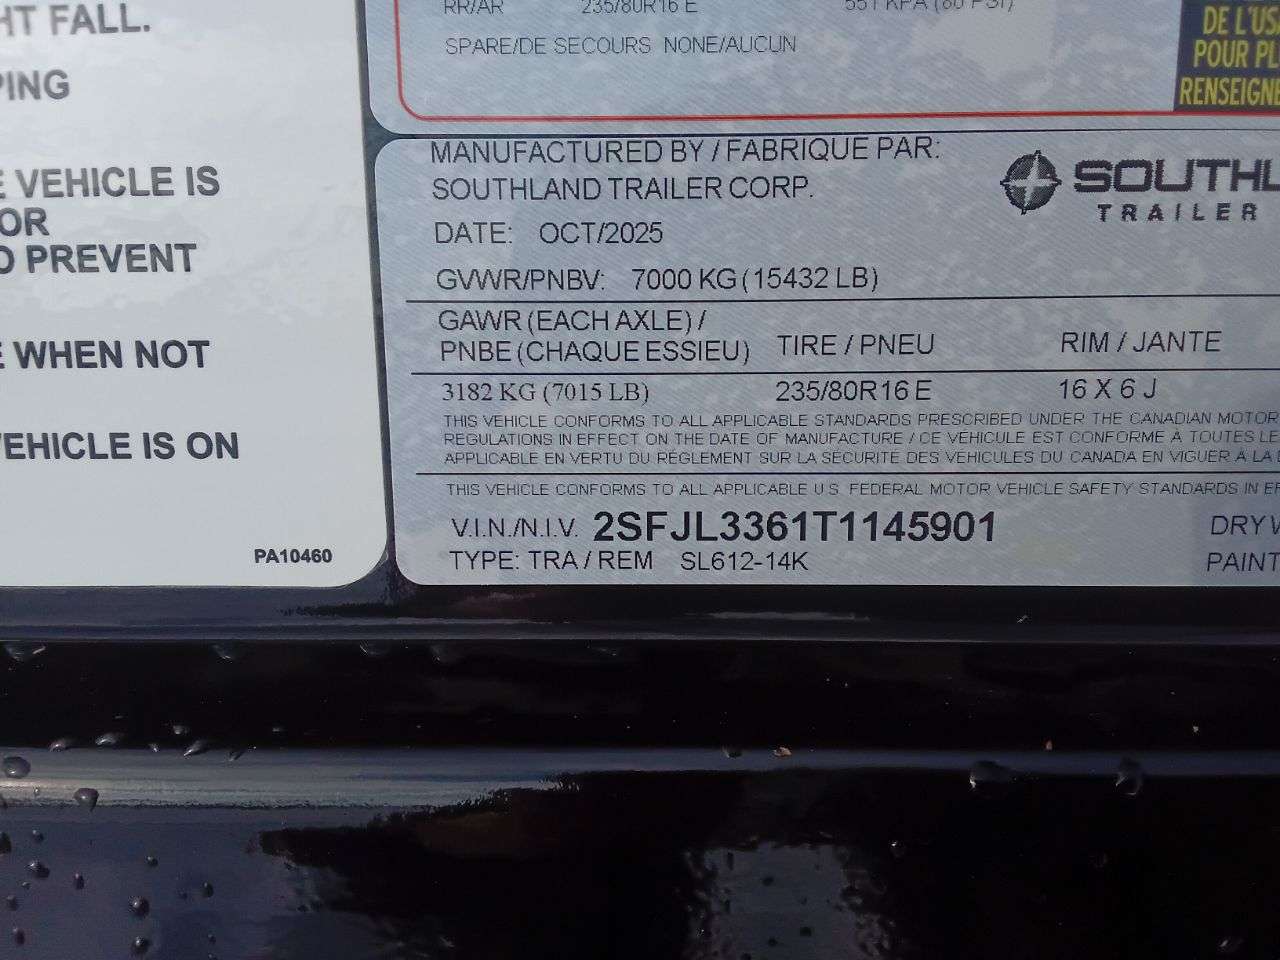 HT FALL.
PING
E VEHICLE IS
OR
O PREVENT
E WHEN NOT
VEHICLE IS ON
PA10460
RR/AR 235/80R16 E 551 KPA (80 PSI)
SPARE/DE SECOURS NONE/AUCUN
DE L'US
POUR PL
RENSEIGNE
MANUFACTURED BY / FABRIQUE PAR:
SOUTHLAND TRAILER CORP.
SOUTHL
TRAILER
DATE: OCT/2025
GVWR/PNBV: 7000 KG (15432 LB)
GAWR (EACH AXLE) /
PNBE (CHAQUE ESSIEU) TIRE / PNEU RIM / JANTE
3182 KG (7015 LB) 235/80R16 E 16 X 6 J
THIS VEHICLE CONFORMS TO ALL APPLICABLE STANDARDS PRESCRIBED UNDER THE CANADIAN MOTOR
REGULATIONS IN EFFECT ON THE DATE OF MANUFACTURE / CE VÉHICULE EST CONFORME À TOUTES LE
APPLICABLE EN VERTU DU RÉGLEMENT SUR LA SÉCURITE DES VEHICULES DU CANADA EN VIGUER À LA
THIS VEHICLE CONFORMS TO ALL APPLICABLE U.S. FEDERAL MOTOR VEHICLE SAFETY STANDARDS IN EF
V.I.N./N.I.V. 2SFJL3361T1145901 DRY
TYPE: TRA / REM SL612-14K PAINT